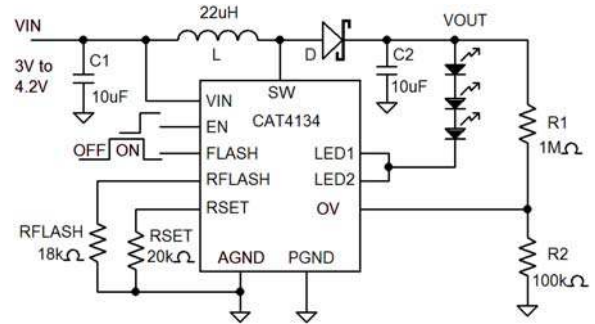 22uH
VIN
VOUT
L
D
C1
C2
3V to
4.2V
10uF
10uF
SW
VIN
CAT4134
EN
R1
OFF
ON
FLASH
LED1
1MΩ
RFLASH
LED2
RSET
OV
RFLASH
RSET
18kΩ
20kΩ
AGND
PGND
R2
100kΩ